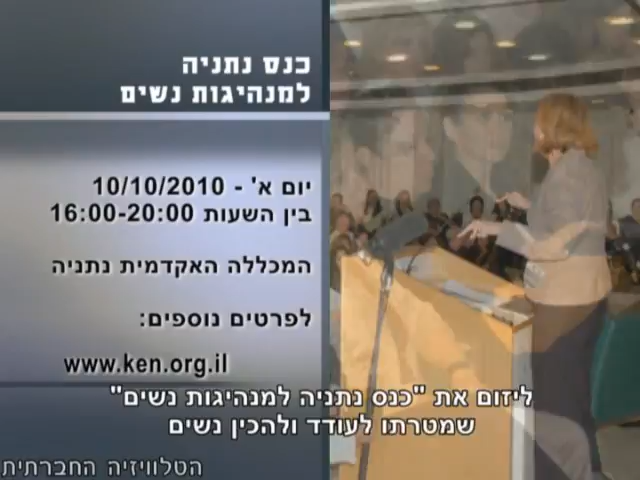 כנס נתניה
למנהיגות נשים
יום א' - 10/10/2010
בין השעות 16:00-20:00
המכללה האקדמית נתניה
לפרטים נוספים:
www.ken.org.il
ליזום את "כנס נתניה למנהיגות נשים"
שמטרתו לעודד ולהכין נשים
הטלוויזיה החברתית